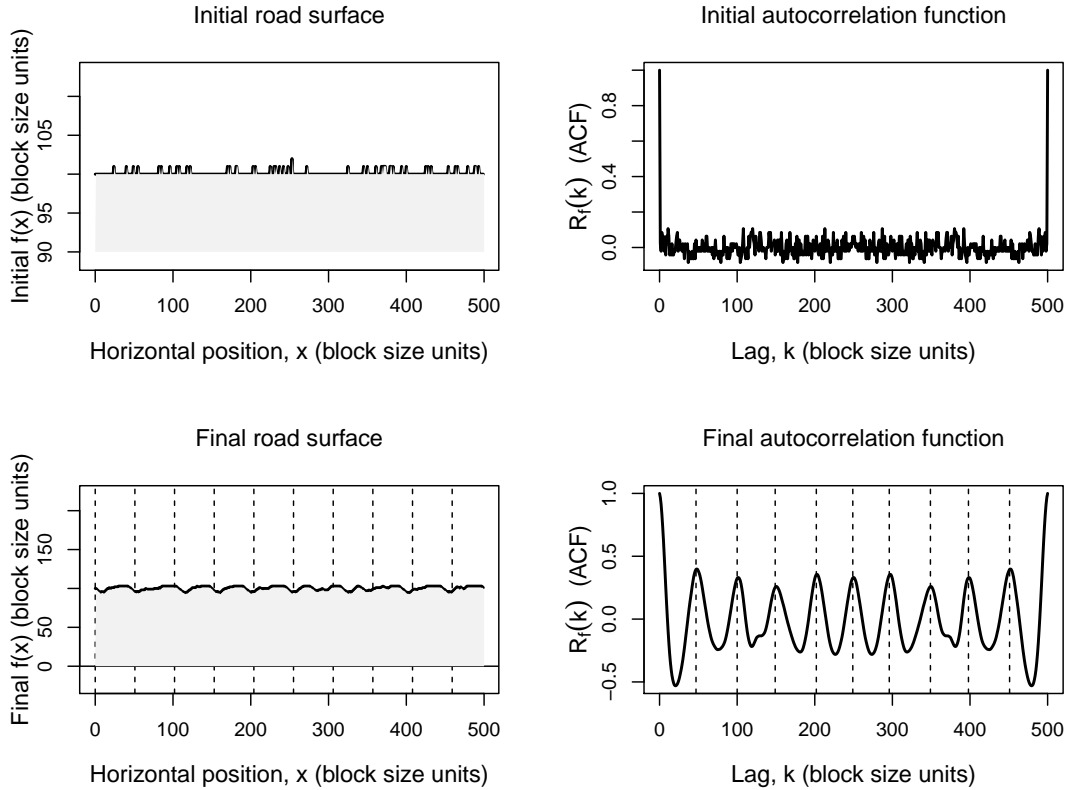 Initial road surface
Initial f(x) (block size units)
90 95 105
0 100 200 300 400 500
Horizontal position, x (block size units)
Initial autocorrelation function
R_f(k) (ACF)
0.0 0.4 0.8
0 100 200 300 400 500
Lag, k (block size units)
Final road surface
Final f(x) (block size units)
0 50 150
0 100 200 300 400 500
Horizontal position, x (block size units)
Final autocorrelation function
R_f(k) (ACF)
−0.5 0.0 0.5 1.0
0 100 200 300 400 500
Lag, k (block size units)